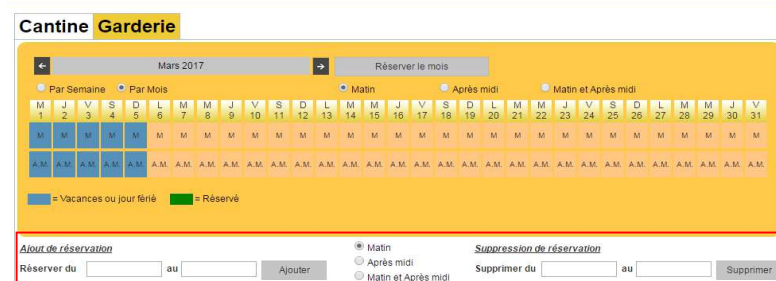 Cantine Garderie
Mars 2017 Réserver le mois
Par Semaine Par Mois Matin Après midi Matin et Après midi
M J V S D L M M J V S D L M M J V S D L M M J V S D L M M J V
1 2 3 4 5 6 7 8 9 10 11 12 13 14 15 16 17 18 19 20 21 22 23 24 25 26 27 28 29 30 31
M M M M M M M M M M M M M M M M M M M M M M M M M M M M M M M
A.M. A.M. A.M. A.M. A.M. A.M. A.M. A.M. A.M. A.M. A.M. A.M. A.M. A.M. A.M. A.M. A.M. A.M. A.M. A.M. A.M. A.M. A.M. A.M. A.M. A.M. A.M. A.M. A.M. A.M. A.M.
= Vacances ou jour férié = Réservé
Ajout de réservation Matin Suppression de réservation
Après midi
Réserver du au Ajouter Supprimer du au Supprimer
Matin et Après midi